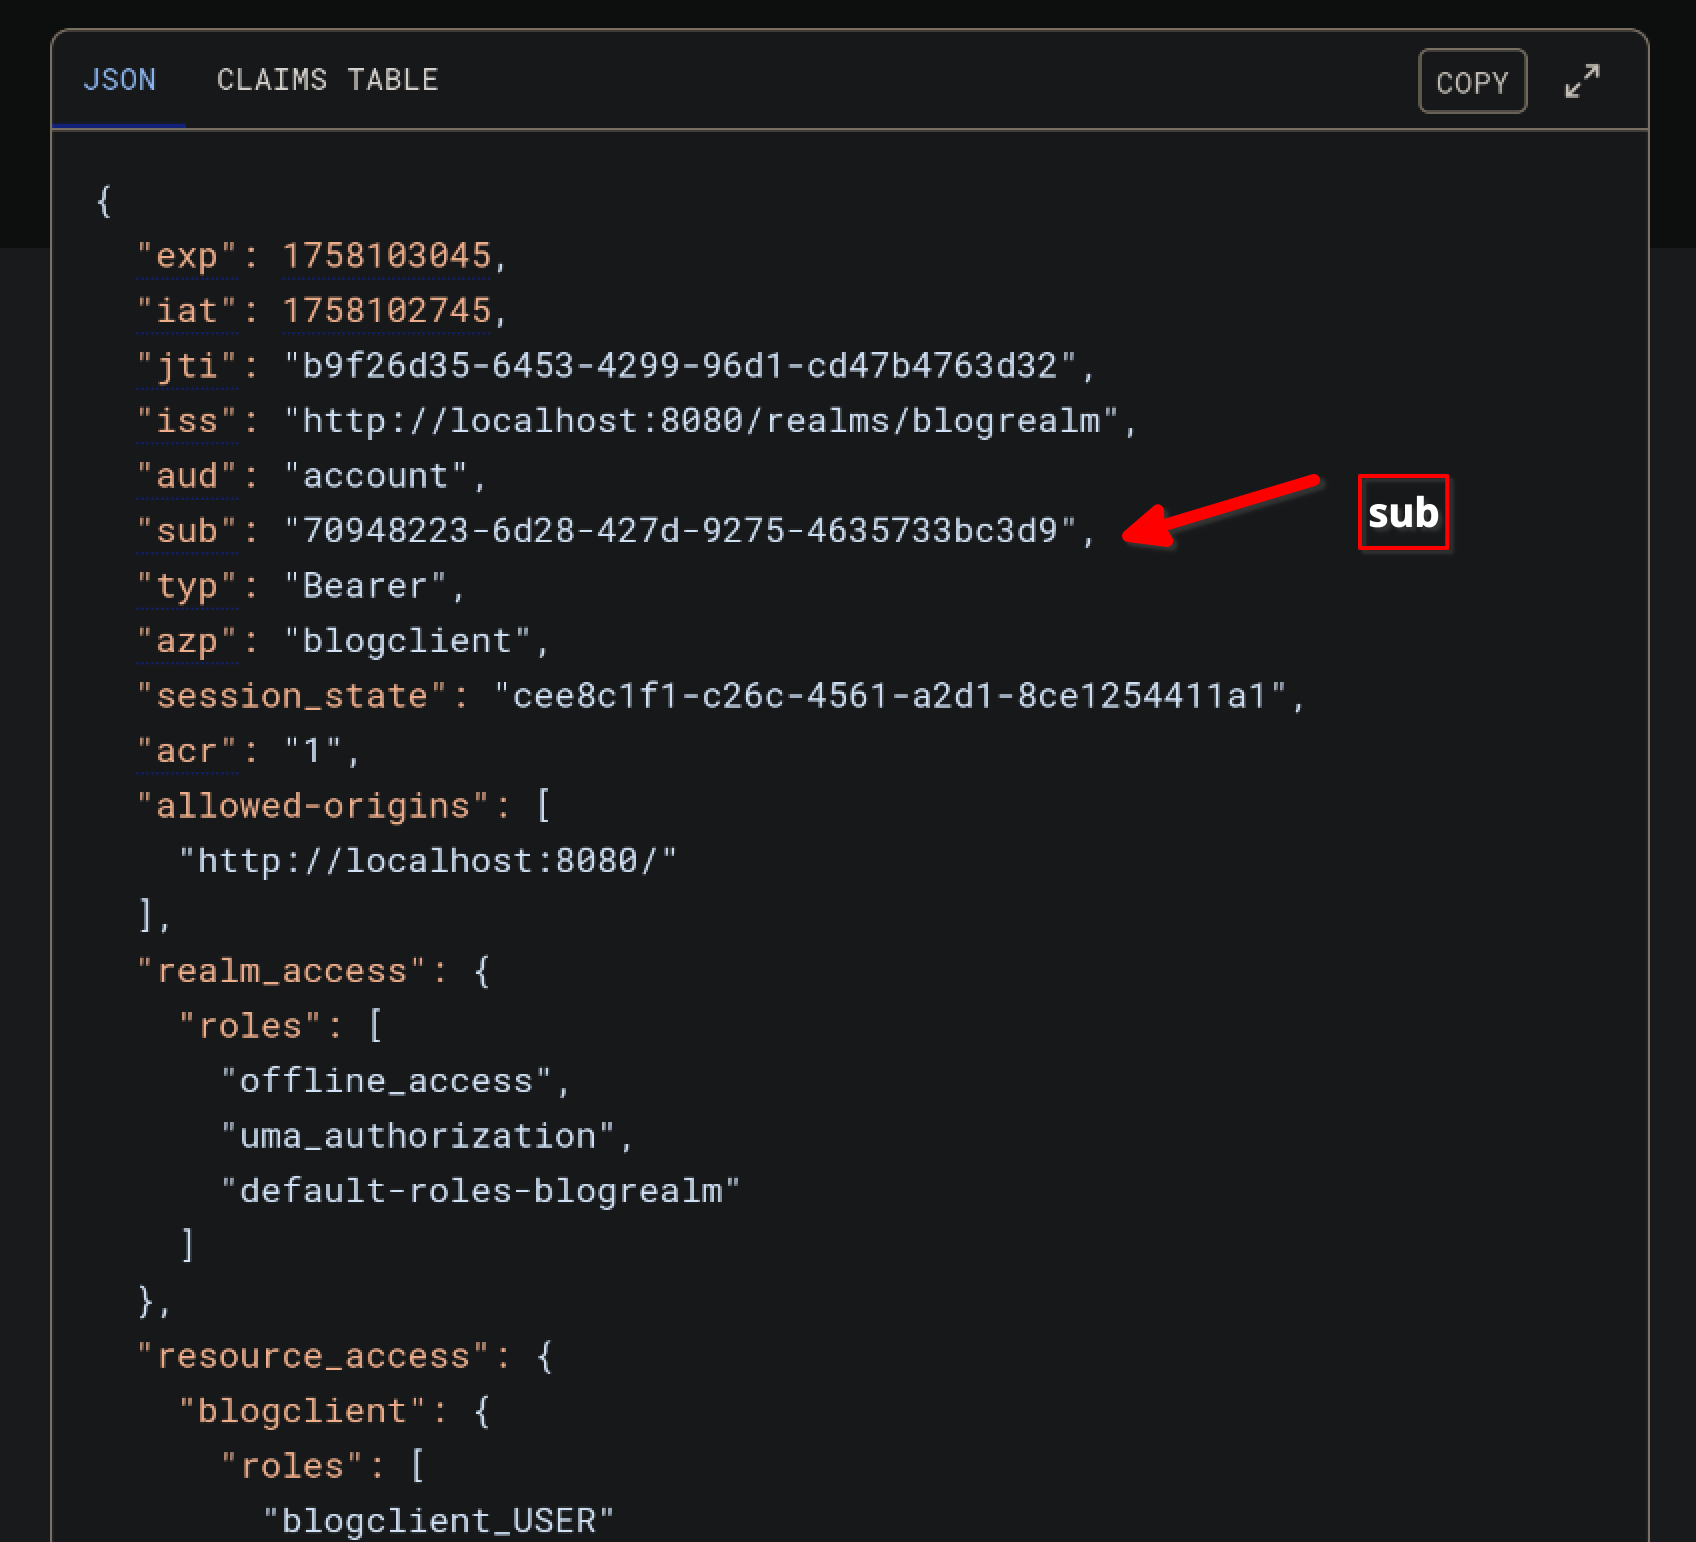 JSON CLAIMS TABLE COPY
{
"exp": 1758103045,
"iat": 1758102745,
"jti": "b9f26d35-6453-4299-96d1-cd47b4763d32",
"iss": "http://localhost:8080/realms/blogrealm",
"aud": "account",
"sub": "70948223-6d28-427d-9275-4635733bc3d9", sub
"typ": "Bearer",
"azp": "blogclient",
"session_state": "cee8c1f1-c26c-4561-a2d1-8ce1254411a1",
"acr": "1",
"allowed-origins": [
"http://localhost:8080/"
],
"realm_access": {
"roles": [
"offline_access",
"uma_authorization",
"default-roles-blogrealm"
]
},
"resource_access": {
"blogclient": {
"roles": [
"blogclient_USER"